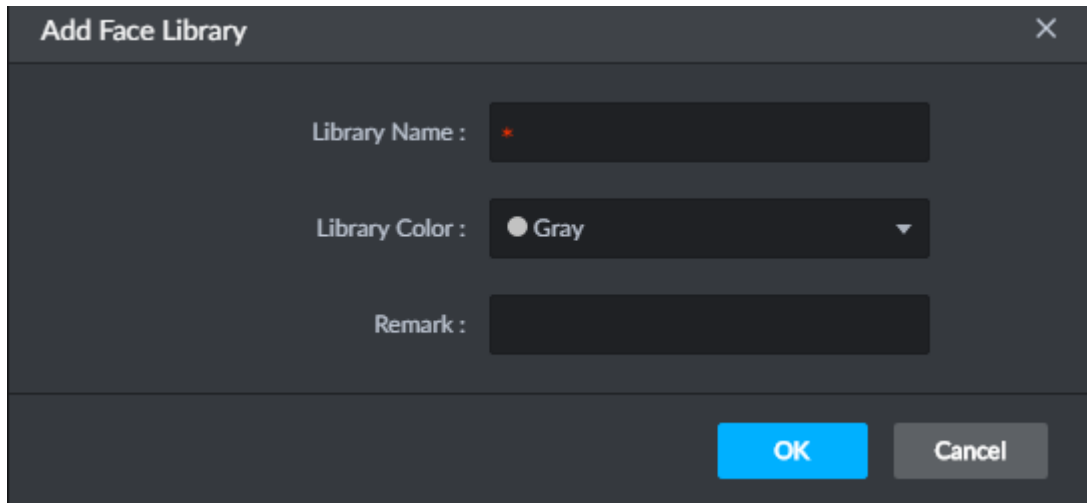 Add Face Library
Library Name : *
Library Color : Gray
Remark :
OK Cancel